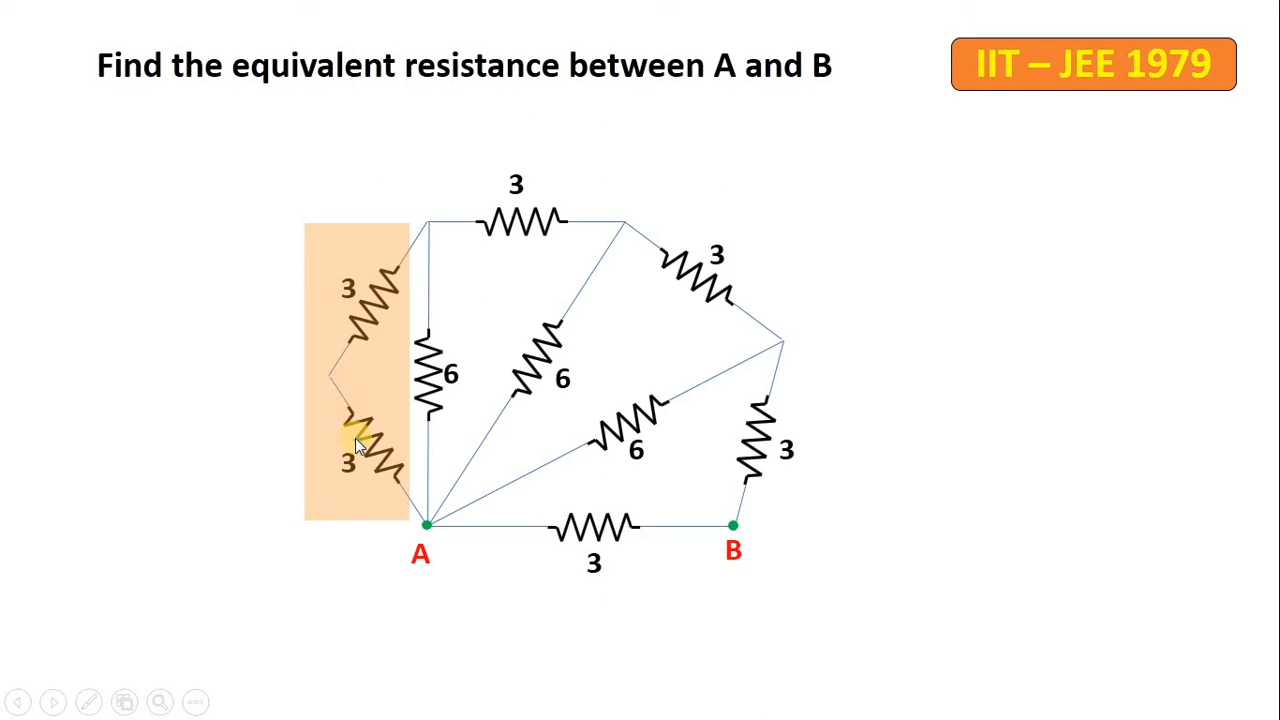 Find the equivalent resistance between A and B
IIT – JEE 1979
3
3
3
6
6
3
6
3
3
A
B
3